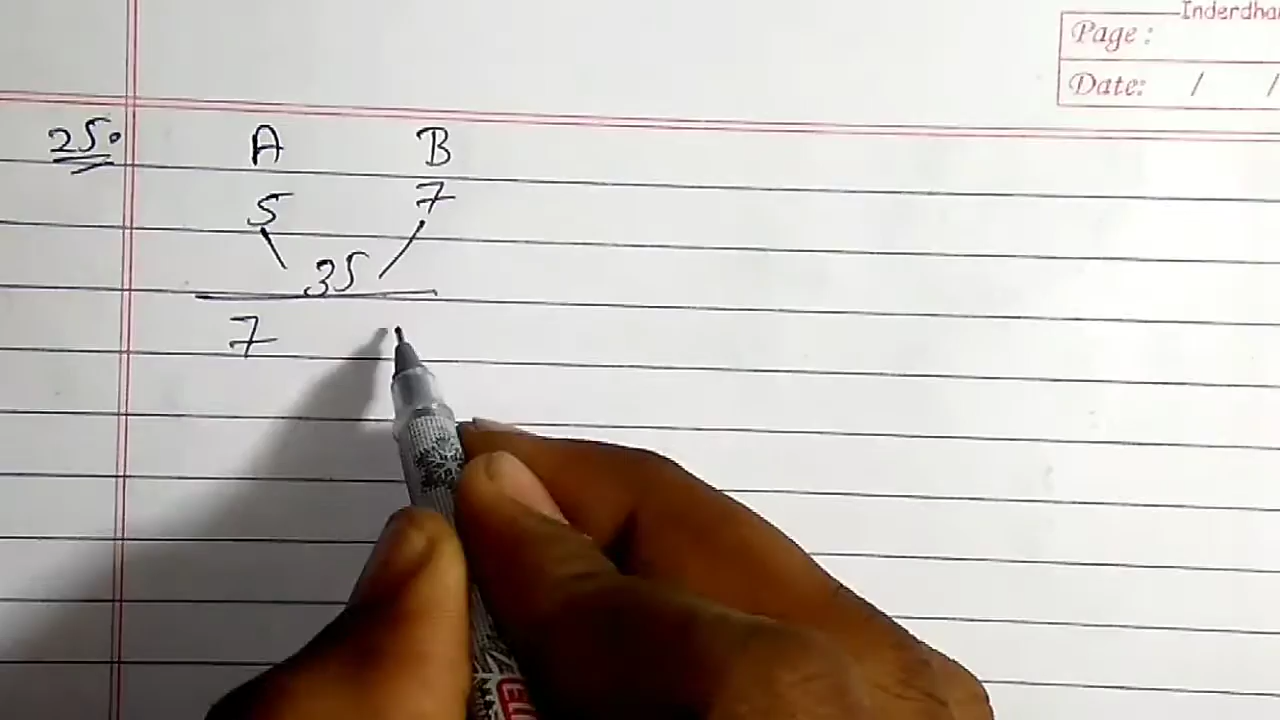 Inderdha
Page :
Date: / /
25. A B
5 7
35
7